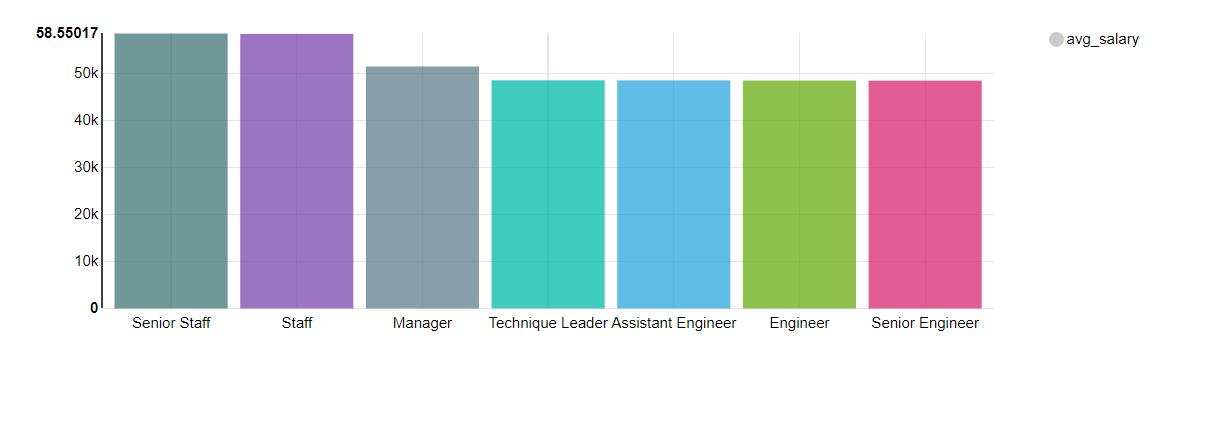 58.55017
avg_salary
50k
40k
30k
20k
10k
0
Senior Staff
Staff
Manager
Technique Leader
Assistant Engineer
Engineer
Senior Engineer